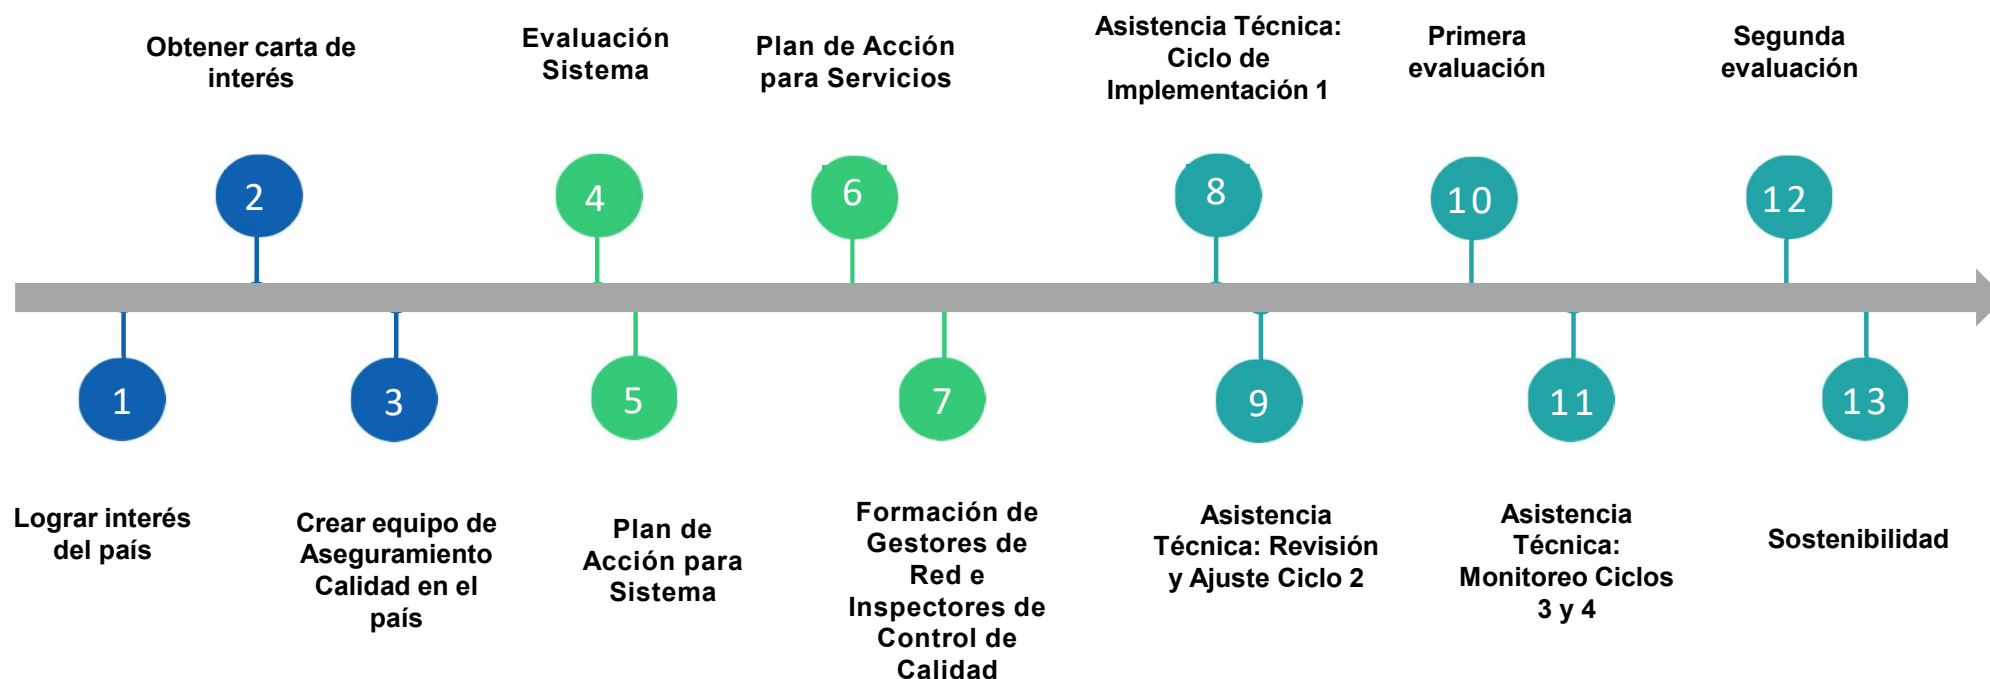 Obtener carta de
interés
Evaluación
Sistema
Plan de Acción
para Servicios
Asistencia Técnica:
Ciclo de
Implementación 1
Primera
evaluación
Segunda
evaluación
2
4
6
8
10
12
1
3
5
7
9
11
13
Lograr interés
del país
Crear equipo de
Aseguramiento
Calidad en el
país
Plan de
Acción para
Sistema
Formación de
Gestores de
Red e
Inspectores de
Control de
Calidad
Asistencia
Técnica: Revisión
y Ajuste Ciclo 2
Asistencia
Técnica:
Monitoreo Ciclos
3 y 4
Sostenibilidad